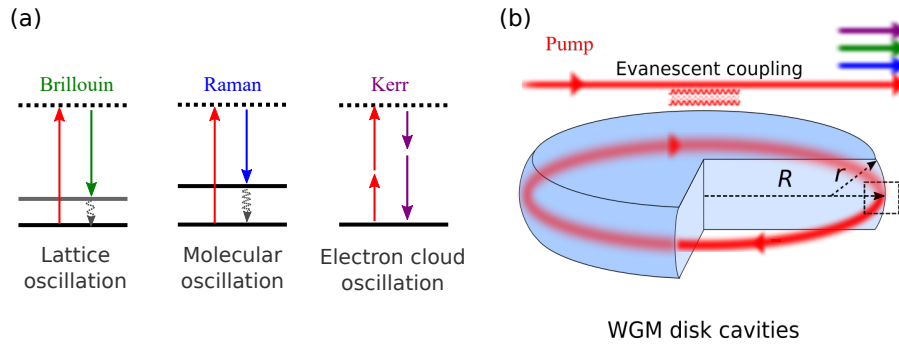 (a)
Brillouin
Raman
Kerr
Lattice
oscillation
Molecular
oscillation
Electron cloud
oscillation
(b)
Pump
Evanescent coupling
R
r
WGM disk cavities